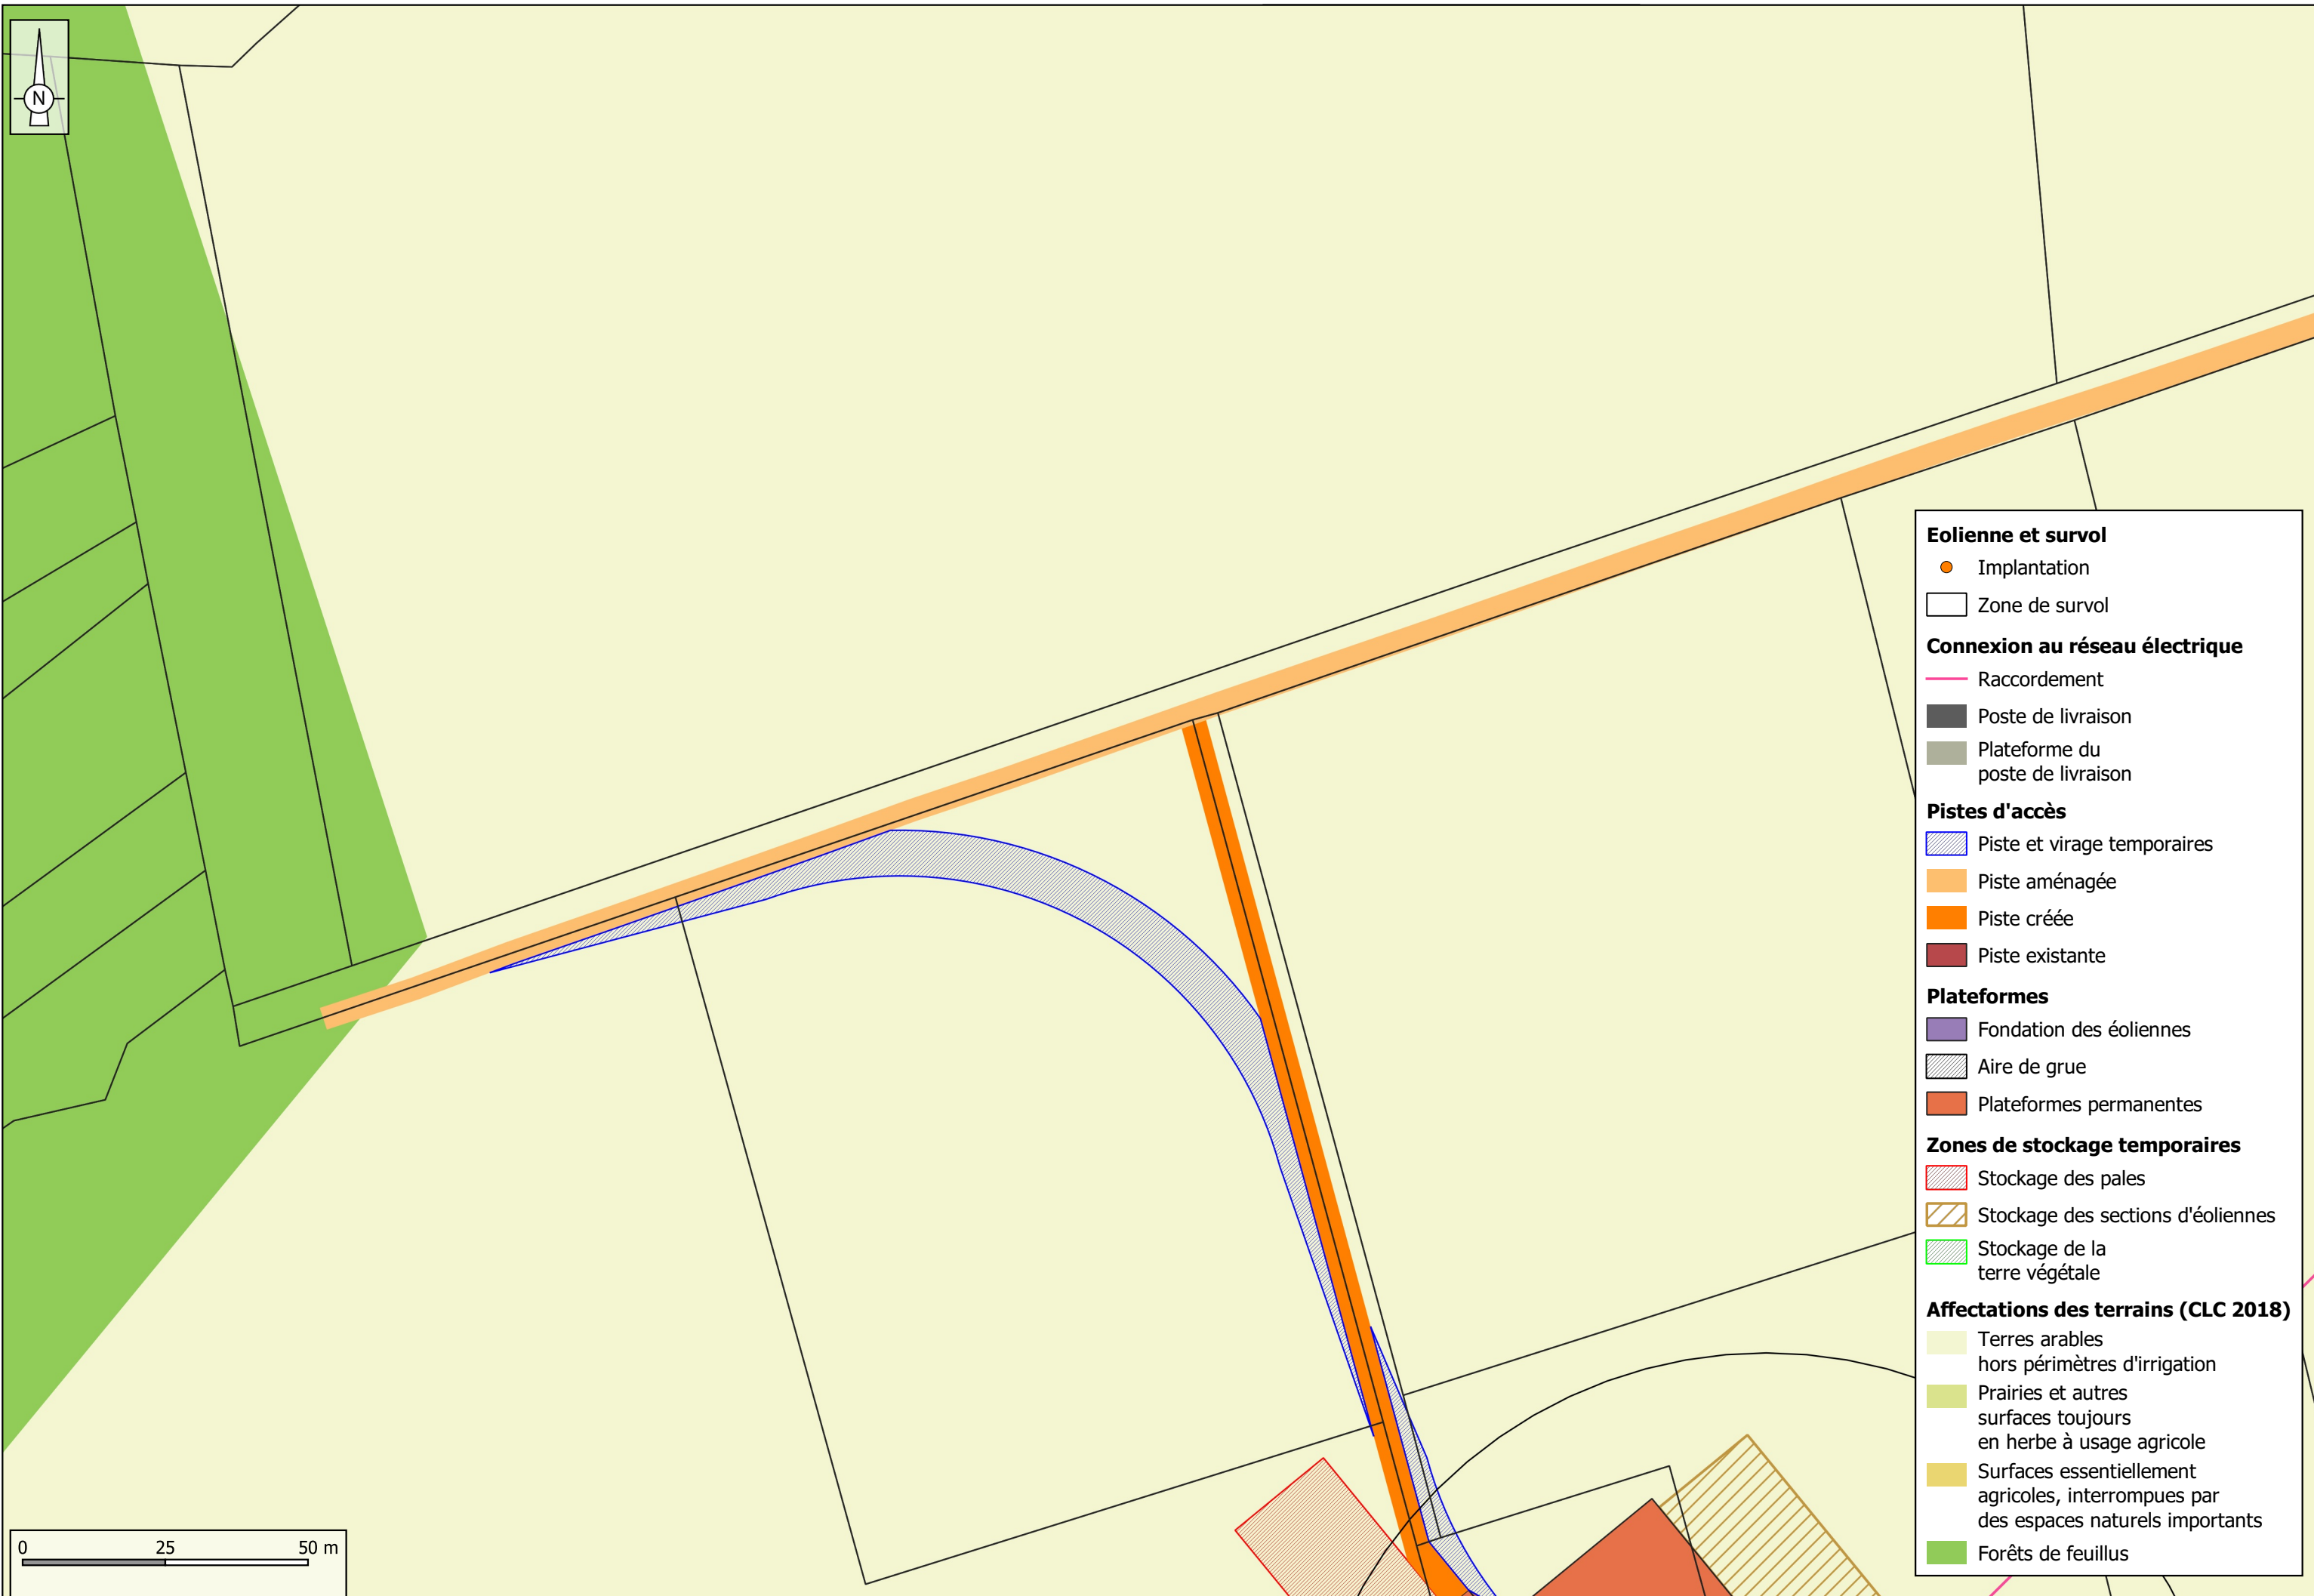 N
Eolienne et survol
Implantation
Zone de survol
Connexion au réseau électrique
Raccordement
Poste de livraison
Plateforme du
poste de livraison
Pistes d'accès
Piste et virage temporaires
Piste aménagée
Piste créée
Piste existante
Plateformes
Fondation des éoliennes
Aire de grue
Plateformes permanentes
Zones de stockage temporaires
Stockage des pales
Stockage des sections d'éoliennes
Stockage de la
terre végétale
Affectations des terrains (CLC 2018)
Terres arables
hors périmètres d'irrigation
Prairies et autres
surfaces toujours
en herbe à usage agricole
Surfaces essentiellement
agricoles, interrompues par
des espaces naturels importants
Forêts de feuillus
0 25 50 m